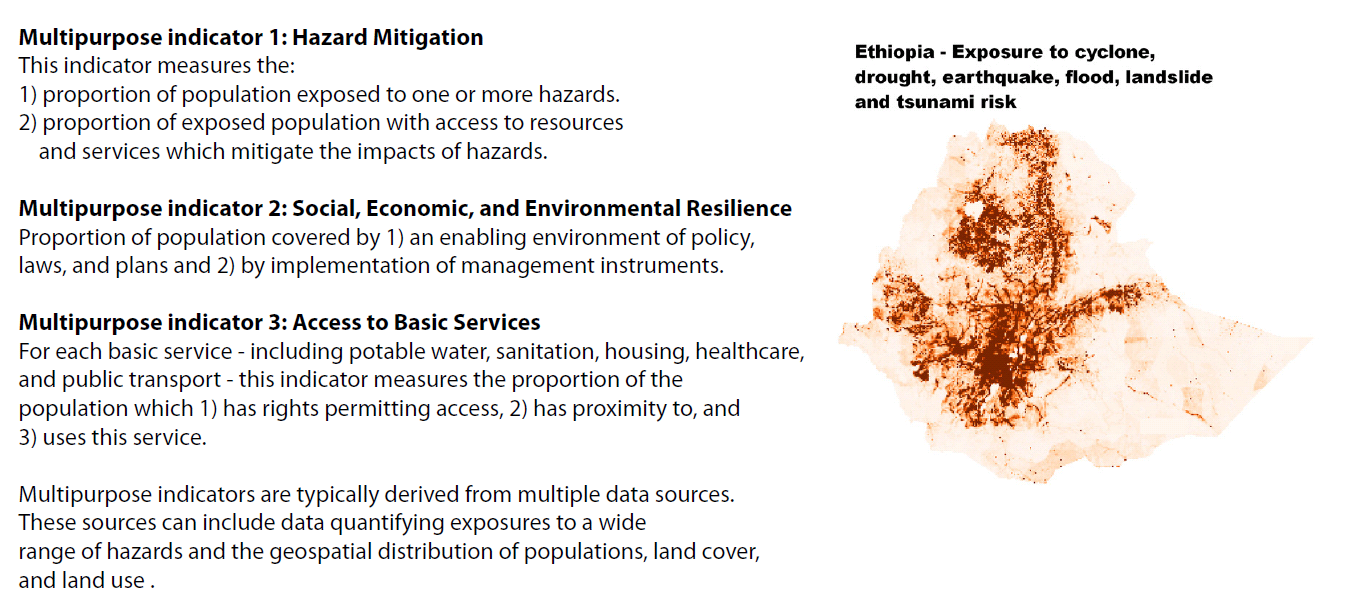 Multipurpose indicator 1: Hazard Mitigation
This indicator measures the:
1) proportion of population exposed to one or more hazards.
2) proportion of exposed population with access to resources
and services which mitigate the impacts of hazards.
Multipurpose indicator 2: Social, Economic, and Environmental Resilience
Proportion of population covered by 1) an enabling environment of policy,
laws, and plans and 2) by implementation of management instruments.
Multipurpose indicator 3: Access to Basic Services
For each basic service - including potable water, sanitation, housing, healthcare,
and public transport - this indicator measures the proportion of the
population which 1) has rights permitting access, 2) has proximity to, and
3) uses this service.
Multipurpose indicators are typically derived from multiple data sources.
These sources can include data quantifying exposures to a wide
range of hazards and the geospatial distribution of populations, land cover,
and land use .
Ethiopia - Exposure to cyclone,
drought, earthquake, flood, landslide
and tsunami risk